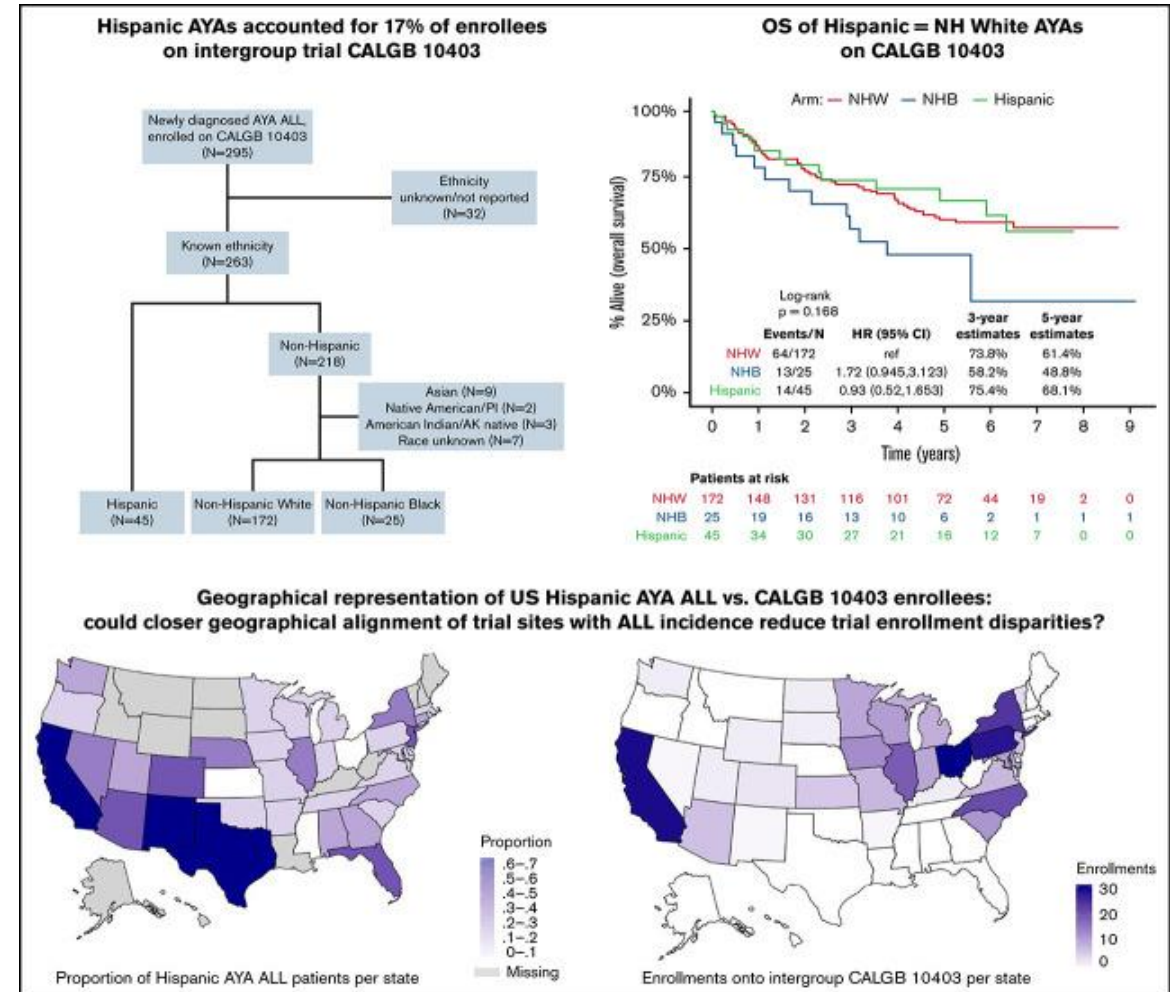 Hispanic AYAs accounted for 17% of enrollees
on intergroup trial CALGB 10403
Newly diagnosed AYA ALL,
enrolled on CALGB 10403
(N=295)
Ethnicity
unknown/not reported
(N=32)
Known ethnicity
(N=263)
Non-Hispanic
(N=218)
Asian (N=9)
Native American/PI (N=2)
American Indian/AK native (N=3)
Race unknown (N=7)
Hispanic
(N=45)
Non-Hispanic White
(N=172)
Non-Hispanic Black
(N=25)
OS of Hispanic = NH White AYAs
on CALGB 10403
Arm: NHW NHB Hispanic
% Alive (overall survival)
100%
75%
50%
25%
0%
Log-rank
p = 0.168
Events/N HR (95% CI) 3-year estimates 5-year estimates
NHW 64/172 ref 73.8% 61.4%
NHB 13/25 1.72 (0.945,3.123) 58.2% 48.8%
Hispanic 14/45 0.93 (0.52,1.653) 75.4% 68.1%
0 1 2 3 4 5 6 7 8 9
Time (years)
Patients at risk
NHW 172 148 131 116 101 72 44 19 2 0
NHB 25 19 16 13 10 6 2 1 1 1
Hispanic 45 34 30 27 21 16 12 7 0 0
Geographical representation of US Hispanic AYA ALL vs. CALGB 10403 enrollees:
could closer geographical alignment of trial sites with ALL incidence reduce trial enrollment disparities?
Proportion
.6–.7
.5–.6
.4–.5
.3–.4
.2–.3
.1–.2
0–.1
Missing
Proportion of Hispanic AYA ALL patients per state
Enrollments
30
20
10
0
Enrollments onto intergroup CALGB 10403 per state